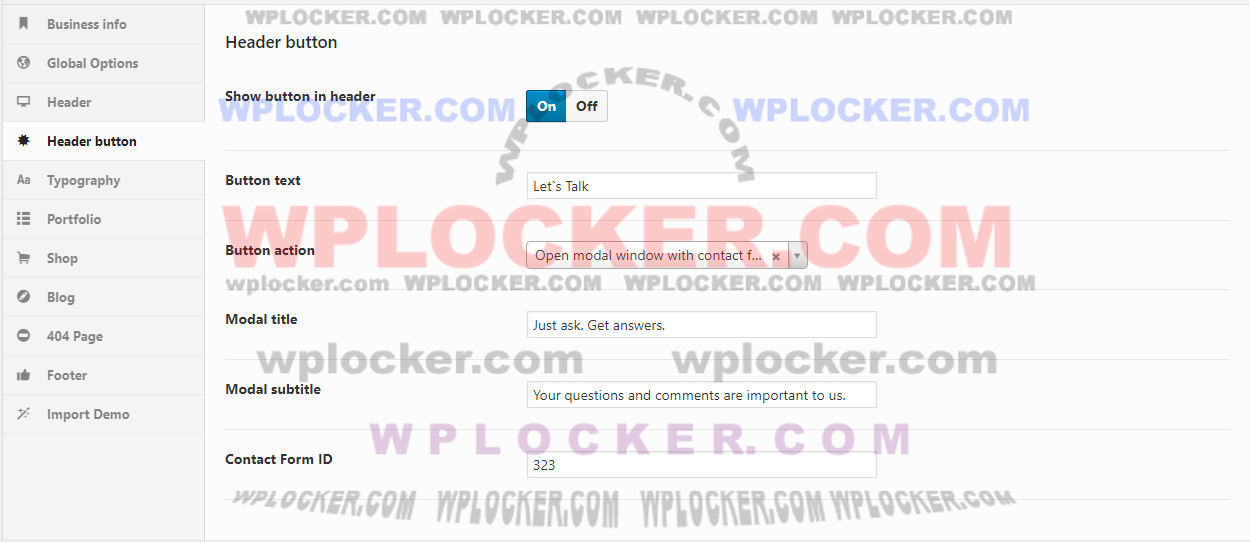 WPLOCKER.COM WPLOCKER.COM WPLOCKER.COM WPLOCKER.COM
Business info
Global Options
Header
Header button
Aa Typography
Portfolio
Shop
Blog
404 Page
Footer
Import Demo
Header button
WPLOCKER.COM
Show button in header
On Off
WPLOCKER.COM WPLOCKER.COM
Button text
Let`s Talk
WPLOCKER.COM
Button action
Open modal window with contact f... ×
wplocker.com WPLOCKER.COM WPLOCKER.COM WPLOCKER.COM
Modal title
Just ask. Get answers.
wplocker.com wplocker.com
Modal subtitle
Your questions and comments are important to us.
WPLOCKER.COM
Contact Form ID
323
WPLOCKER.COM WPLOCKER.COM WPLOCKER.COM WPLOCKER.COM